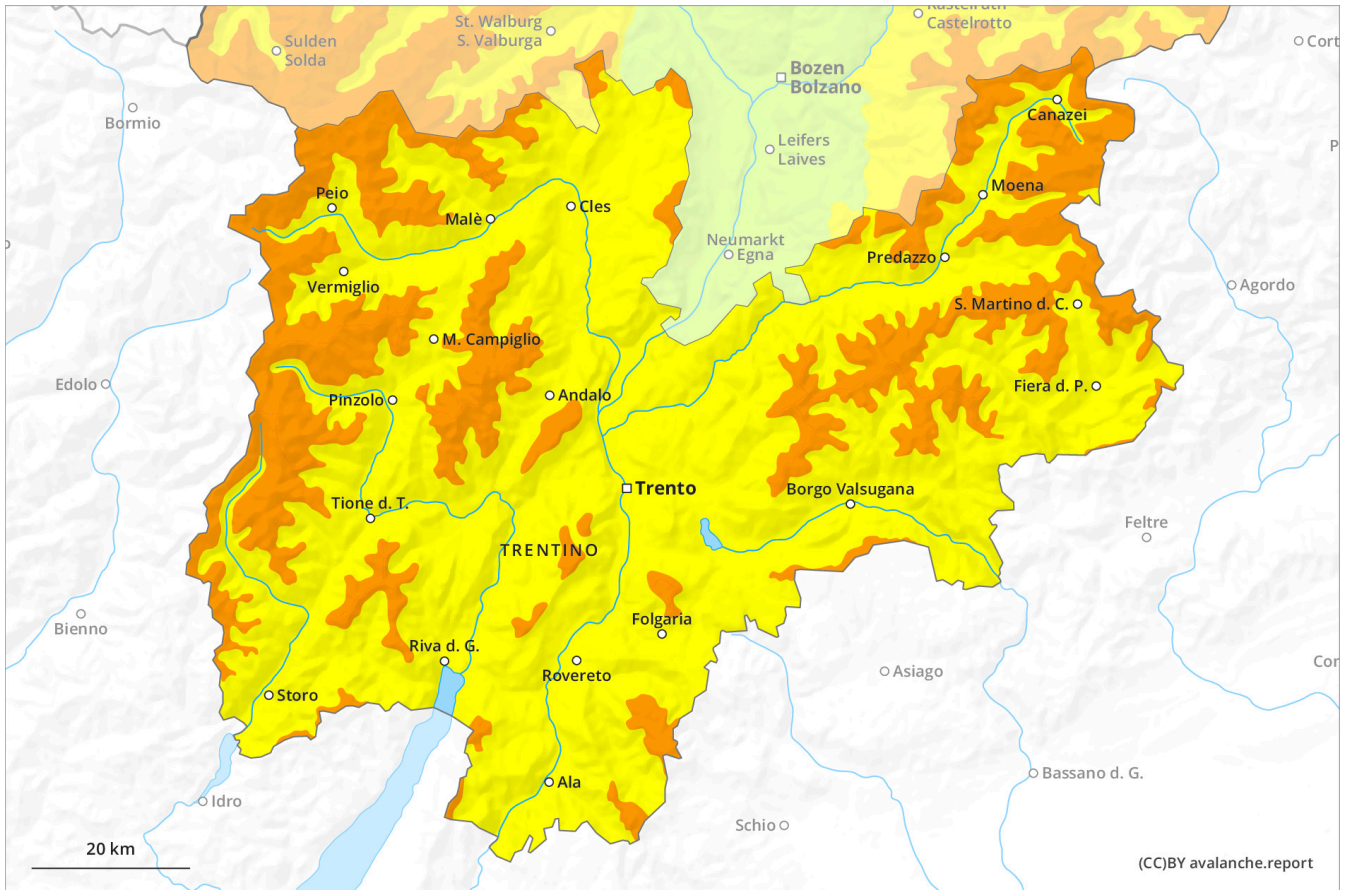 Kastelruth
Castelrotto
St. Walburg
S. Valburga
Sulden
Solda
Cort
Bozen
Bolzano
Bormio
Canazei
Leifers
Laives
P
Peio
Moena
Malè
Cles
Neumarkt
Egna
Predazzo
Vermiglio
Agordo
S. Martino d. C.
M. Campiglio
Edolo
Fiera d. P.
Pinzolo
Andalo
Trento
Borgo Valsugana
Tione d. T.
Feltre
TRENTINO
Bienno
Folgaria
Riva d. G.
Rovereto
Asiago
Cor
Storo
Bassano d. G.
Ala
Idro
Schio
20 km
(CC)BY avalanche.report